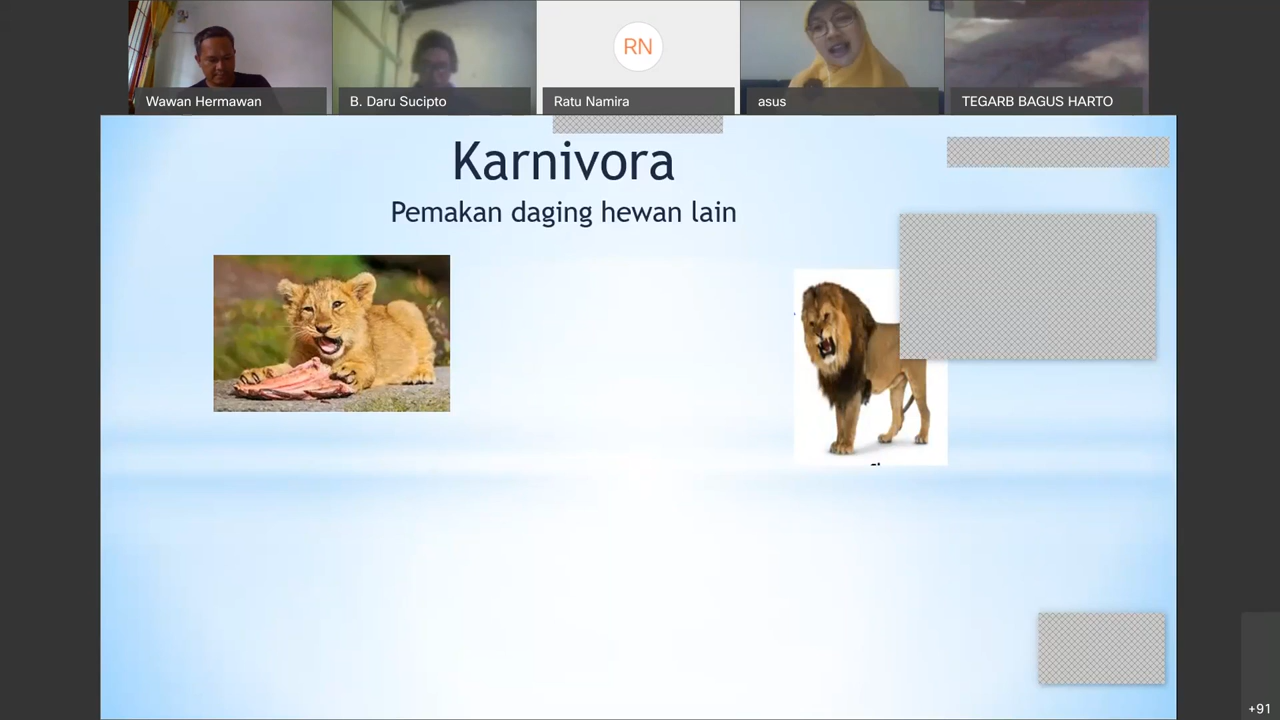 RN
Wawan Hermawan
B. Daru Sucipto
Ratu Namira
asus
TEGARB BAGUS HARTO
Karnivora
Pemakan daging hewan lain
+91